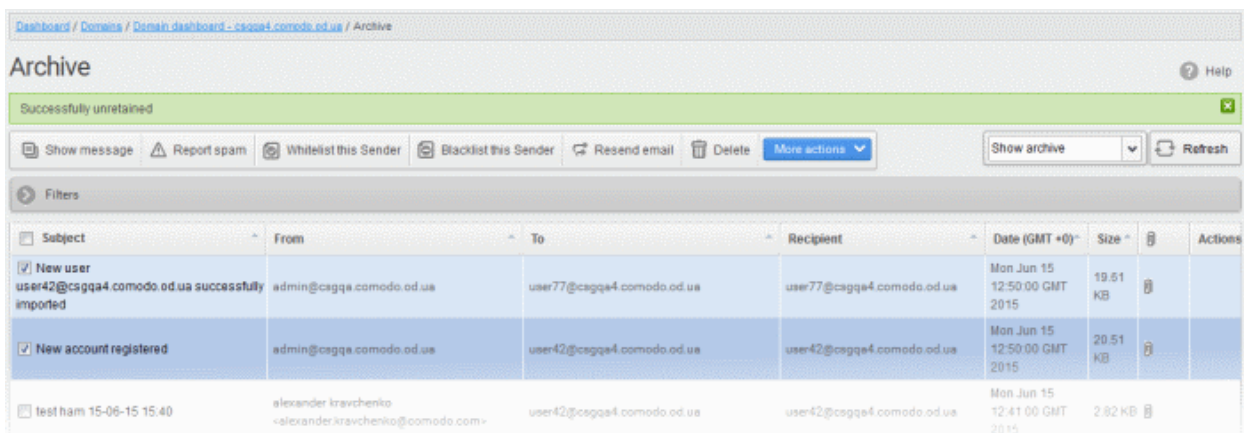 Dashboard / Domains / Domain dashboard - csgqa4.comodo.od.ua / Archive
Archive
Help
Successfully unretained
Show message Report spam Whitelist this Sender Blacklist this Sender Resend email Delete More actions Show archive Refresh
Filters
Subject From To Recipient Date (GMT +0) Size Actions
New user
user42@csgqa4.comodo.od.ua successfully
imported
admin@csgqa.comodo.od.ua user77@csgqa4.comodo.od.ua user77@csgqa4.comodo.od.ua
Mon Jun 15
12:50:00 GMT
2015
19.51
KB
New account registered admin@csgqa.comodo.od.ua user42@csgqa4.comodo.od.ua user42@csgqa4.comodo.od.ua
Mon Jun 15
12:50:00 GMT
2015
20.51
KB
test ham 15-06-15 15:40
alexander kravchenko
<alexander.kravchenko@comodo.com>
user42@csgqa4.comodo.od.ua user42@csgqa4.comodo.od.ua
Mon Jun 15
12:41:00 GMT
2015
2.82 KB